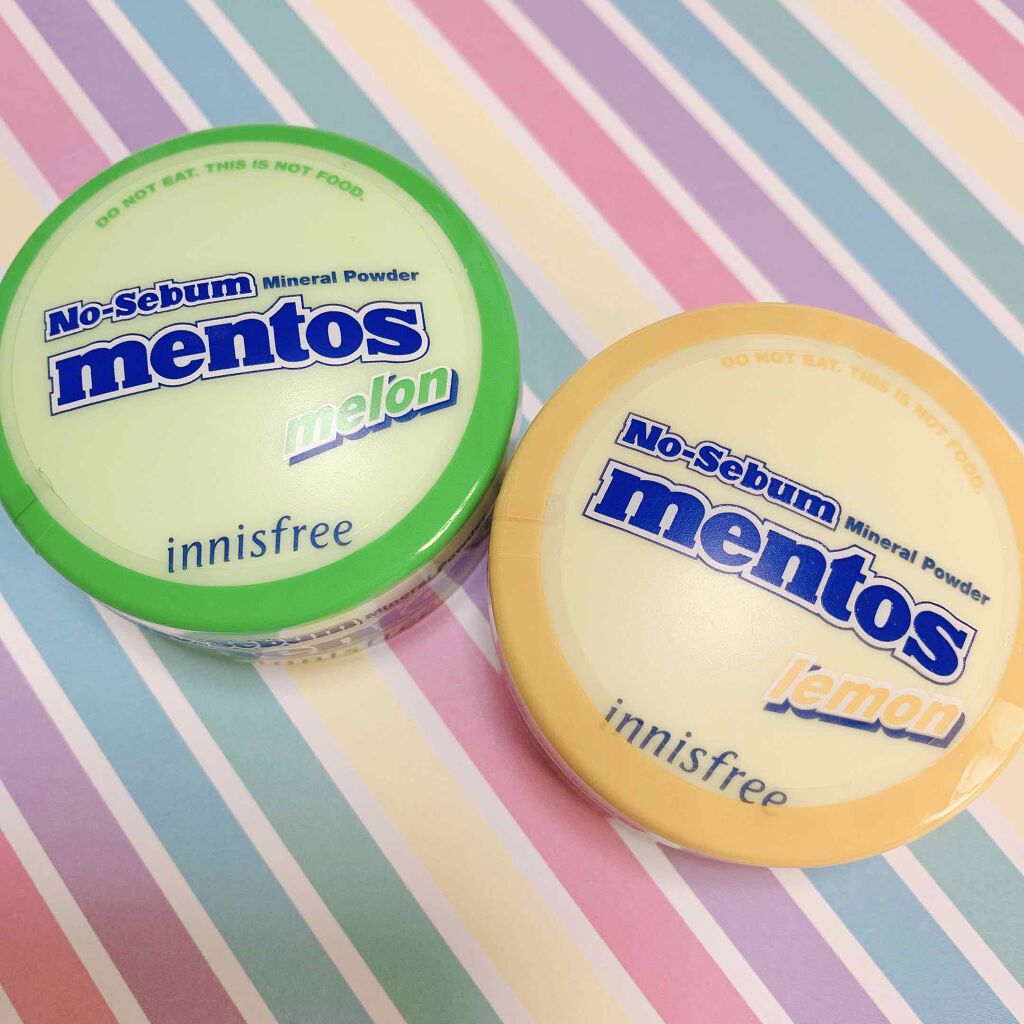 DO NOT EAT. THIS IS NOT FOOD.
No-Sebum Mineral Powder
mentos
melon
innisfree
DO NOT EAT. THIS IS NOT FOOD.
No-Sebum Mineral Powder
mentos
lemon
innisfree